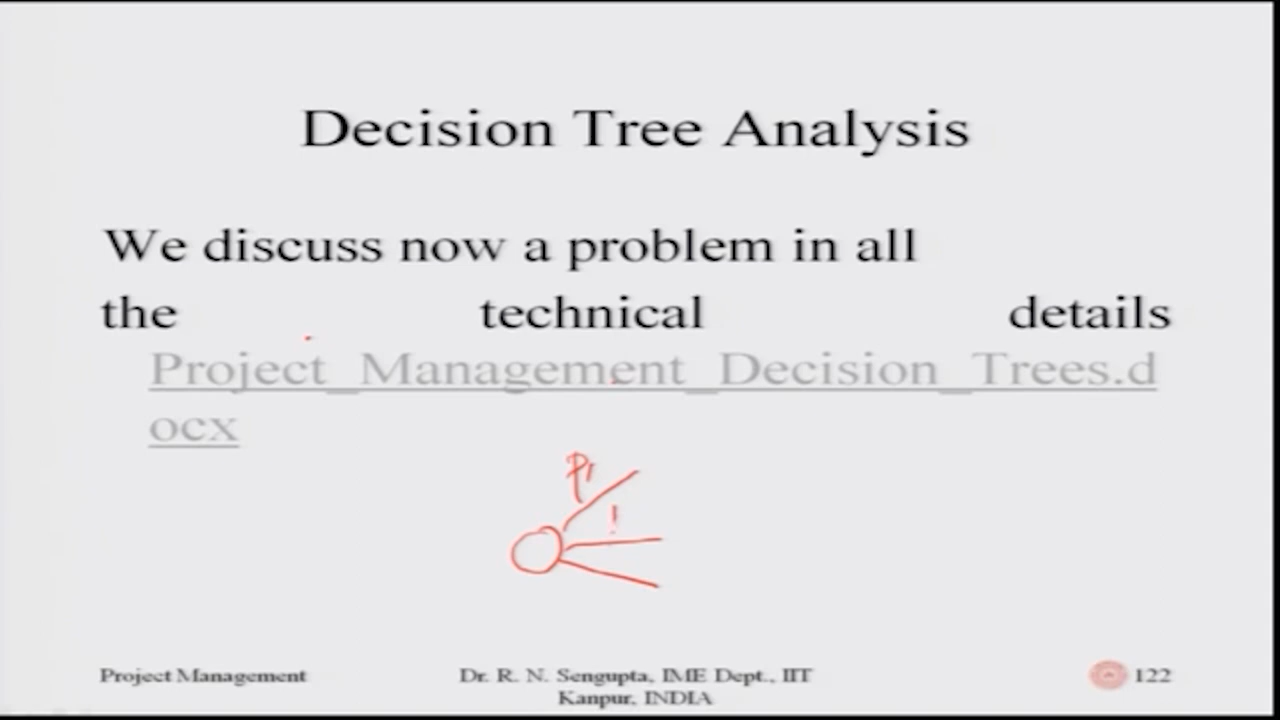 Decision Tree Analysis
We discuss now a problem in all
the technical details
Project_Management_Decision_Trees.d
ocx
P1
Project Management
Dr. R. N. Sengupta, IME Dept., IIT
Kanpur, INDIA
122